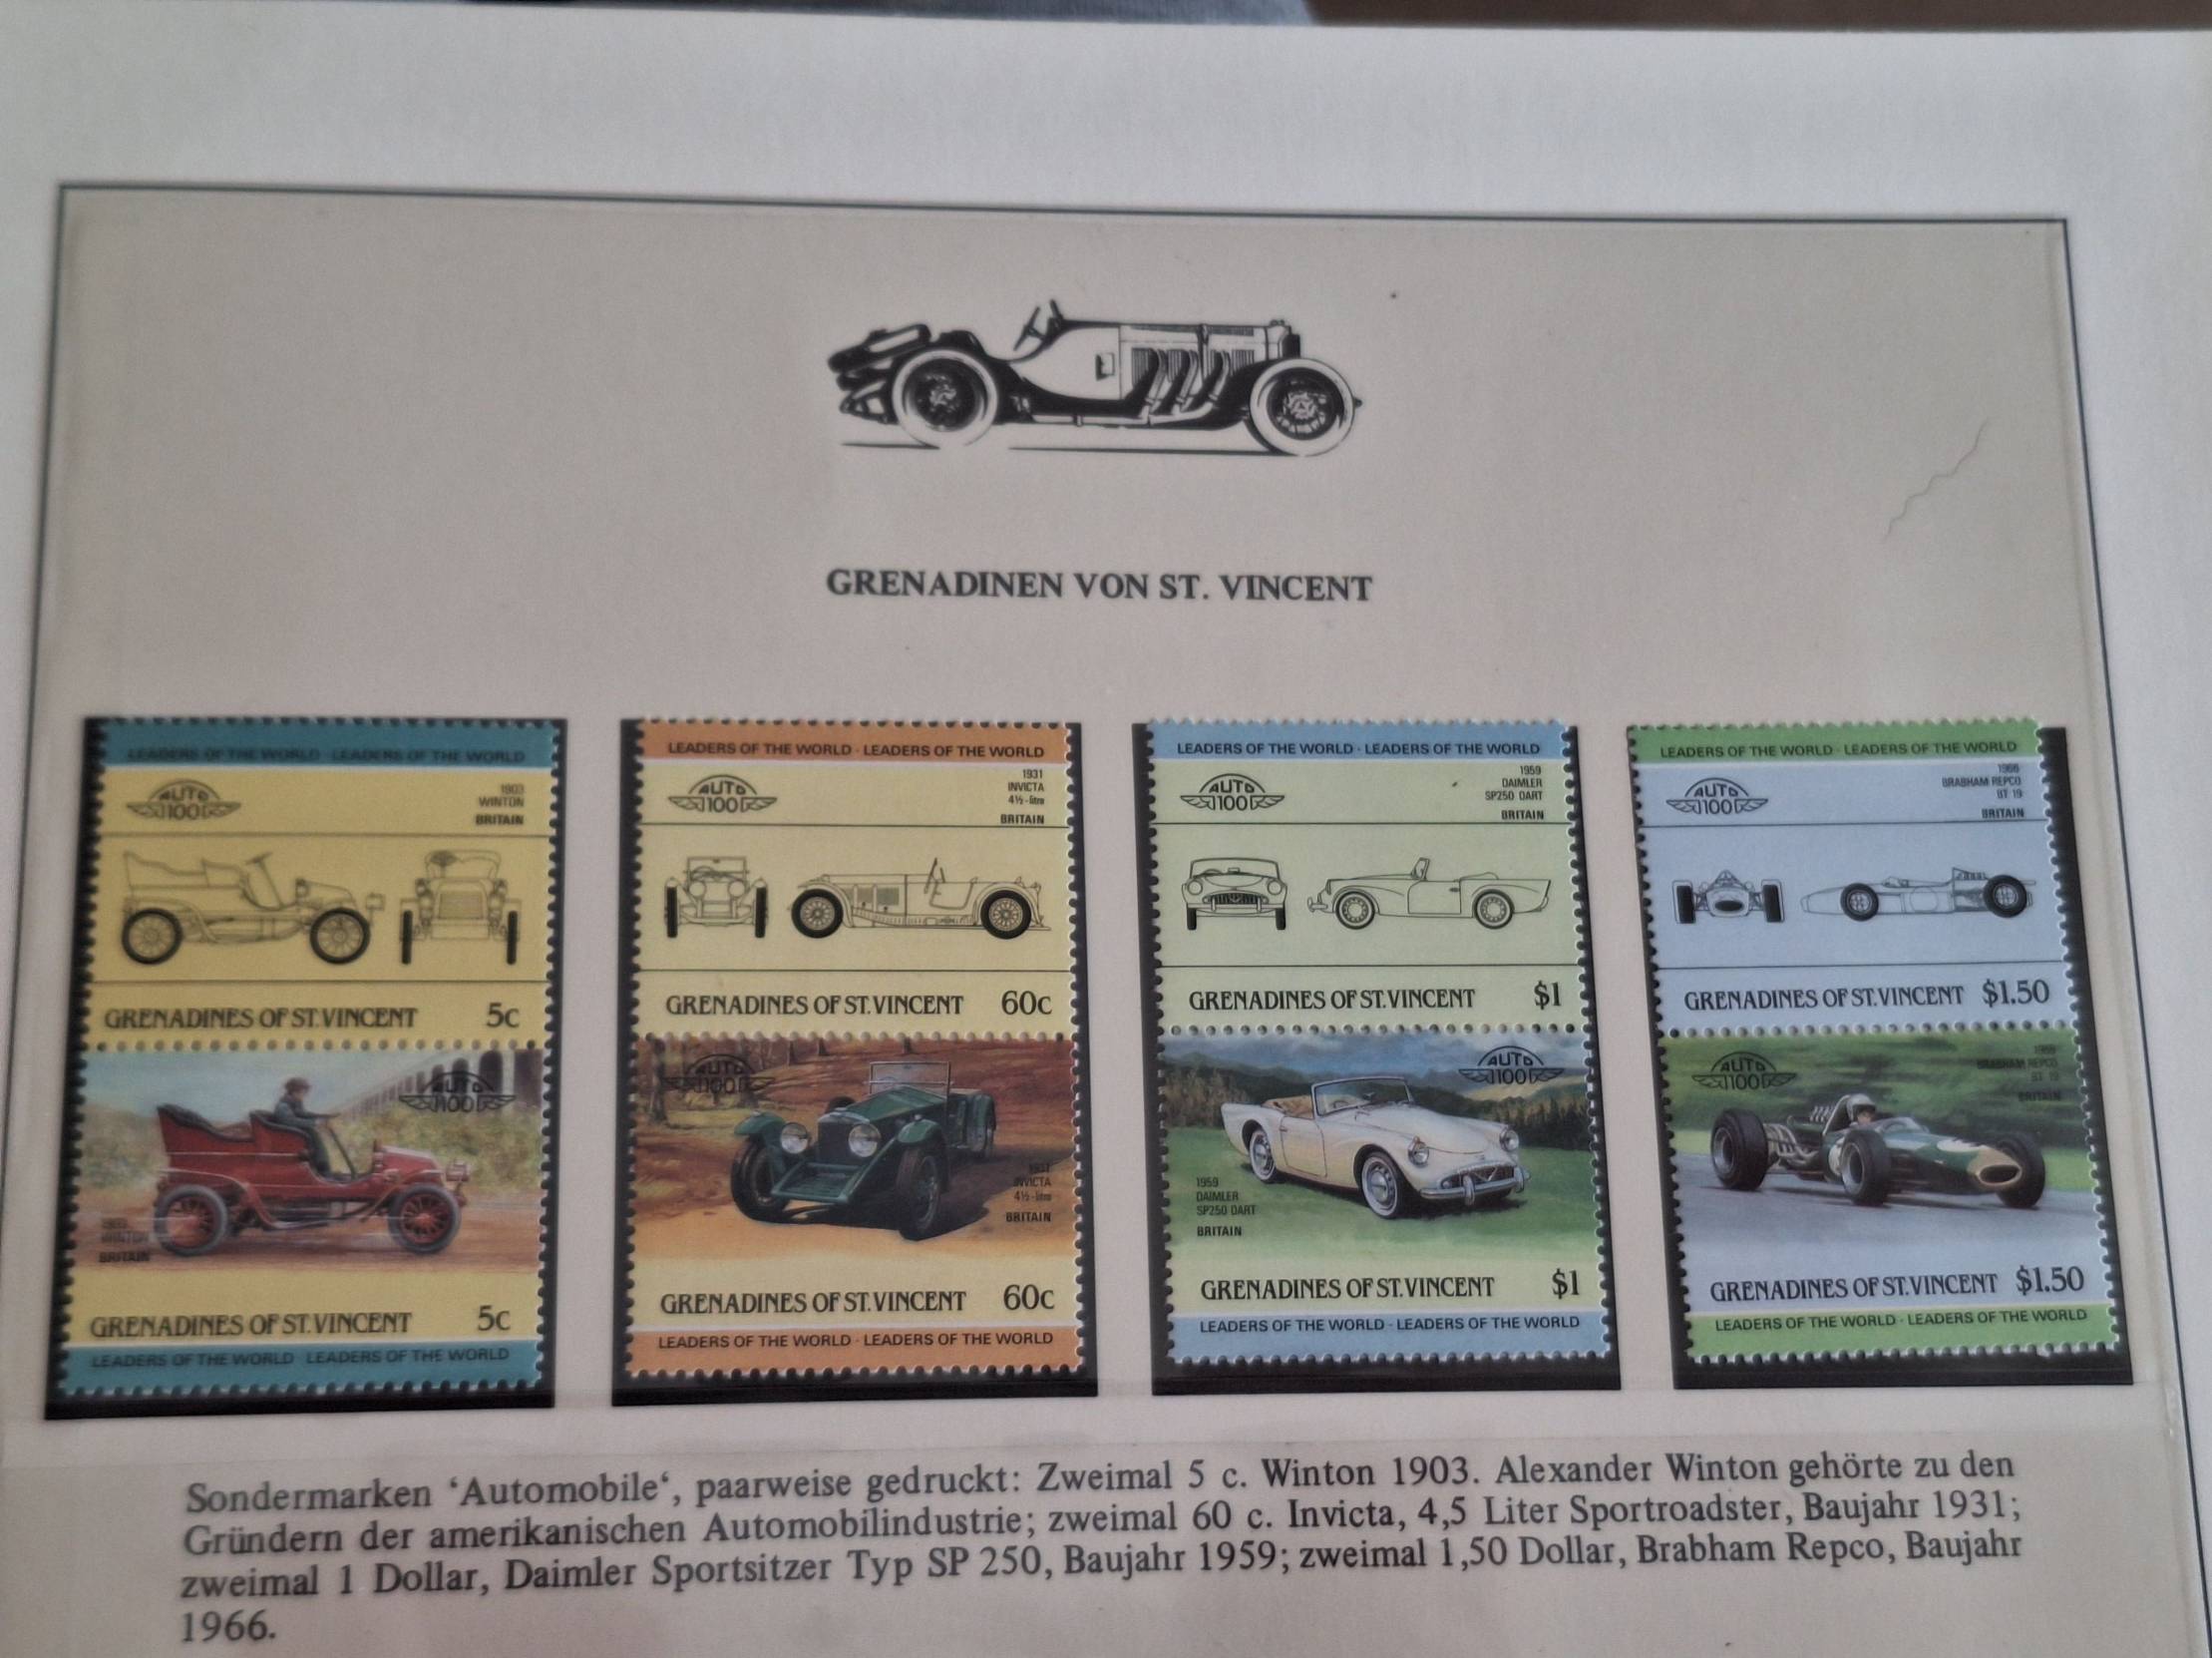 GRENADINEN VON ST. VINCENT
LEADERS OF THE WORLD · LEADERS OF THE WORLD
AUTO
100
1903
WINTON
BRITAIN
GRENADINES OF ST.VINCENT 5c
AUTO
100
WINTON
BRITAIN
GRENADINES OF ST.VINCENT 5c
LEADERS OF THE WORLD LEADERS OF THE WORLD
LEADERS OF THE WORLD · LEADERS OF THE WORLD
AUTO
100
1931
INVICTA
4½-litre
BRITAIN
GRENADINES OF ST.VINCENT 60c
AUTO
100
1931
INVICTA
4½-litre
BRITAIN
GRENADINES OF ST.VINCENT 60c
LEADERS OF THE WORLD · LEADERS OF THE WORLD
LEADERS OF THE WORLD · LEADERS OF THE WORLD
AUTO
100
1959
DAIMLER
SP250 DART
BRITAIN
GRENADINES OF ST.VINCENT $1
AUTO
100
1959
DAIMLER
SP250 DART
BRITAIN
GRENADINES OF ST.VINCENT $1
LEADERS OF THE WORLD · LEADERS OF THE WORLD
LEADERS OF THE WORLD · LEADERS OF THE WORLD
AUTO
100
1966
BRABHAM REPCO
BT 19
BRITAIN
GRENADINES OF ST.VINCENT $1.50
AUTO
100
1966
BRABHAM REPCO
BT 19
BRITAIN
GRENADINES OF ST.VINCENT $1.50
LEADERS OF THE WORLD · LEADERS OF THE WORLD
Sondermarken ‘Automobile‘, paarweise gedruckt: Zweimal 5 c. Winton 1903. Alexander Winton gehörte zu den
Gründern der amerikanischen Automobilindustrie; zweimal 60 c. Invicta, 4,5 Liter Sportroadster, Baujahr 1931;
zweimal 1 Dollar, Daimler Sportsitzer Typ SP 250, Baujahr 1959; zweimal 1,50 Dollar, Brabham Repco, Baujahr
1966.